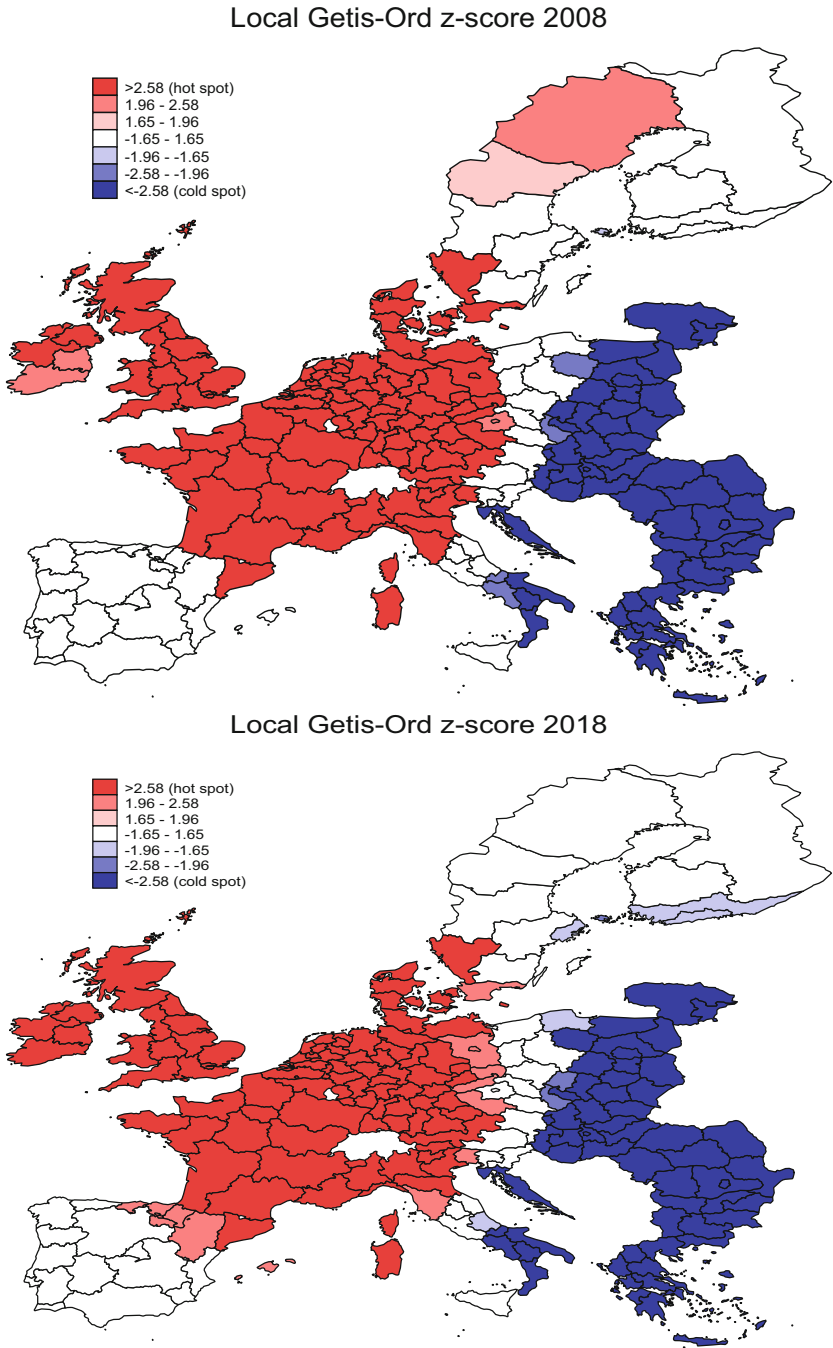 Local Getis-Ord z-score 2008
>2.58 (hot spot)
1.96 - 2.58
1.65 - 1.96
-1.65 - 1.65
-1.96 - -1.65
-2.58 - -1.96
<-2.58 (cold spot)
Local Getis-Ord z-score 2018
>2.58 (hot spot)
1.96 - 2.58
1.65 - 1.96
-1.65 - 1.65
-1.96 - -1.65
-2.58 - -1.96
<-2.58 (cold spot)